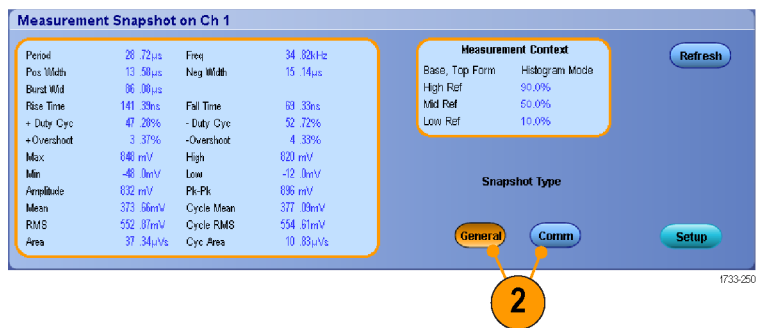 Measurement Snapshot on Ch 1
Period 28 .72µs Freq 34 .82kHz
Pos Width 13 .58µs Neg Width 15 .14µs
Burst Wid 86 .08µs
Rise Time 141 .39ns Fall Time 69 .33ns
+ Duty Cyc 47 .28% - Duty Cyc 52 .72%
+Overshoot 3 .37% -Overshoot 4 .33%
Max 848 mV High 820 mV
Min -48 .0mV Low -12 .0mV
Amplitude 832 mV Pk-Pk 896 mV
Mean 373 .66mV Cycle Mean 377 .09mV
RMS 552 .87mV Cycle RMS 554 .61mV
Area 37 .34µVs Cyc Area 10 .83µVs
Measurement Context
Base, Top Form Histogram Mode
High Ref 90.0%
Mid Ref 50.0%
Low Ref 10.0%
Refresh
Snapshot Type
General Comm Setup
1733-250
2